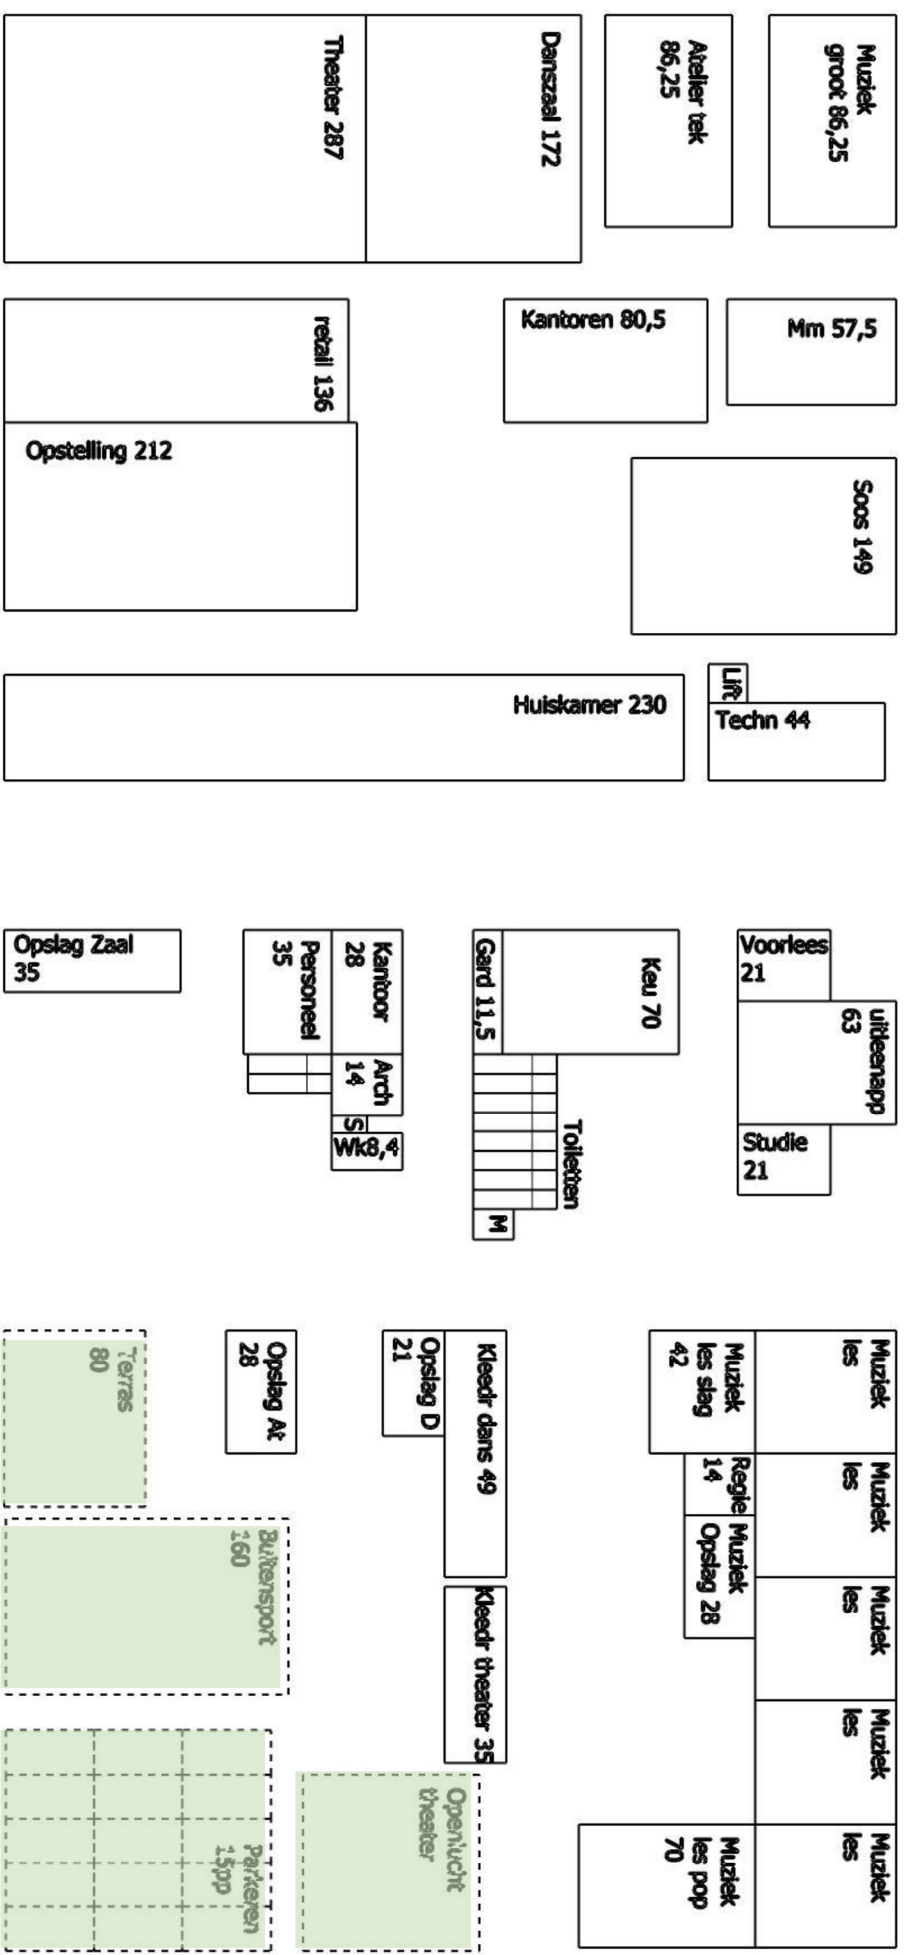 Theater 287
Danszaal 172
Atelier tek
86,25
Muziek
groot 86,25
retail 136
Kantoren 80,5
Mm 57,5
Opstelling 212
Soos 149
Huiskamer 230
Lift
Techn 44
Opslag Zaal
35
Personeel
35
Kantoor
28
Arch
14
S
Wk8,4
Gard 11,5
Keu 70
Toiletten
M
Voorlees
21
uitleenapp
63
Studie
21
Terras
80
Opslag At
28
Opslag D
21
Kleedr dans 49
Muziek
les slag
42
Muziek
les
Regie
14
Muziek
les
Muziek
Opslag 28
Muziek
les
Buitensport
160
Kleedr theater 35
Muziek
les
Openlucht
theater
Muziek
les pop
70
Muziek
les
Parkeren
15pp